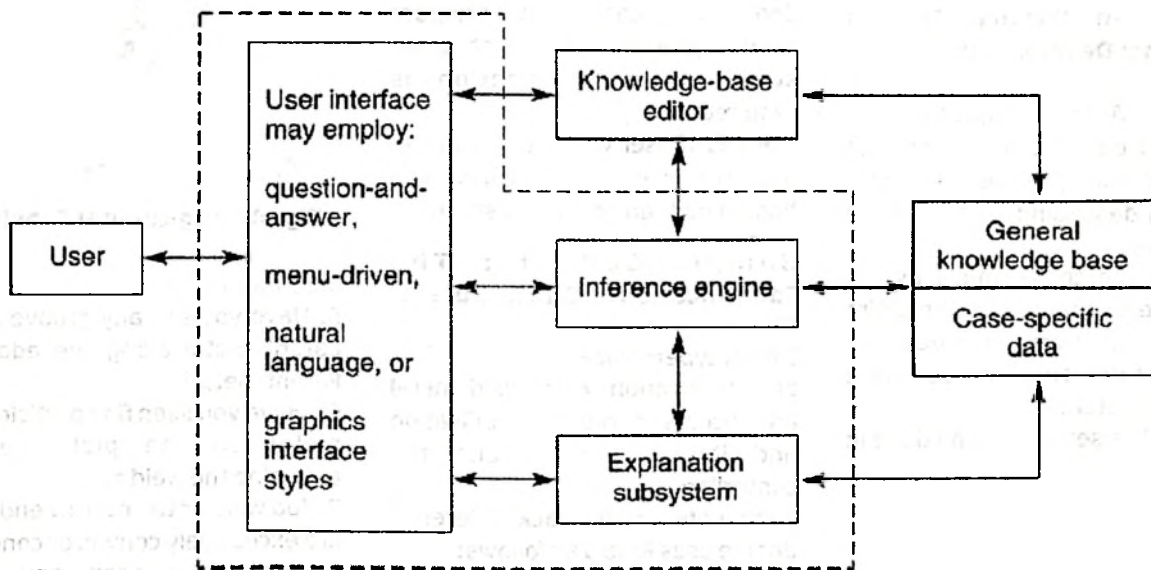 User
User interface
may employ:
question-and-
answer,
menu-driven,
natural
language, or
graphics
interface
styles
Knowledge-base
editor
Inference engine
Explanation
subsystem
General
knowledge base
Case-specific
data